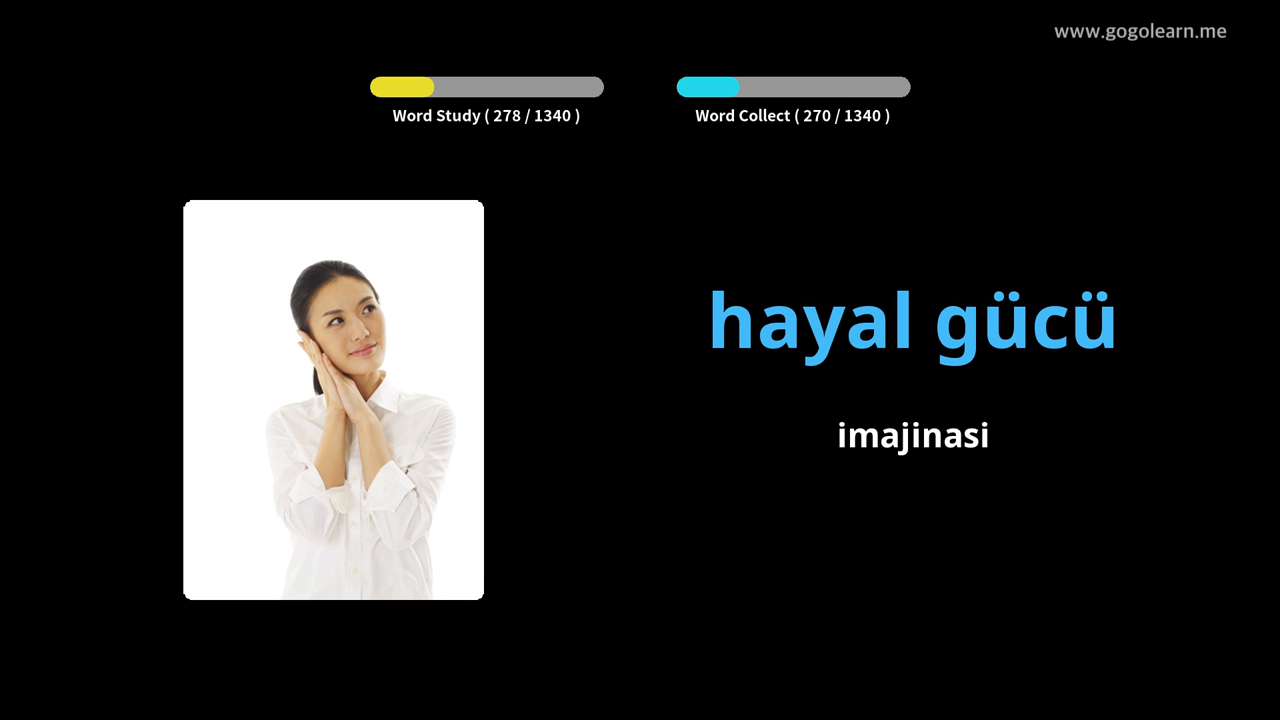 www.gogolearn.me
Word Study ( 278 / 1340 )
Word Collect ( 270 / 1340 )
hayal gücü
imajinasi